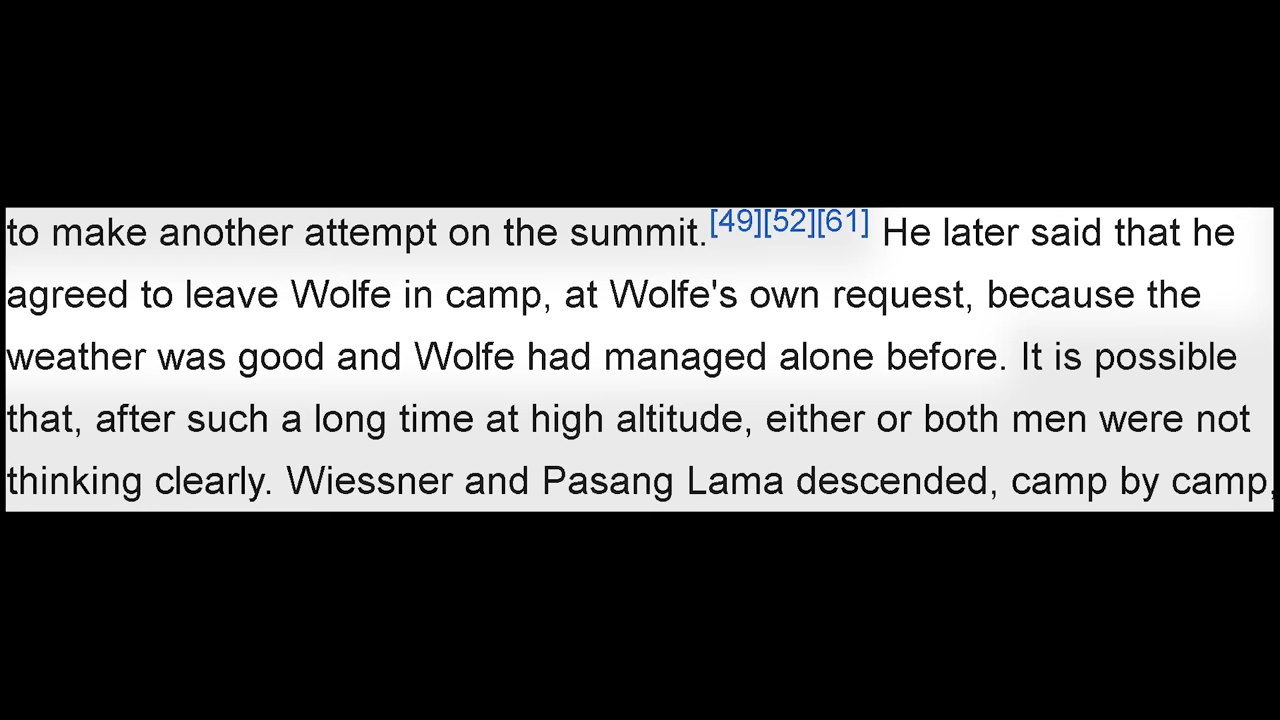 to make another attempt on the summit.[49][52][61] He later said that he
agreed to leave Wolfe in camp, at Wolfe's own request, because the
weather was good and Wolfe had managed alone before. It is possible
that, after such a long time at high altitude, either or both men were not
thinking clearly. Wiessner and Pasang Lama descended, camp by camp,